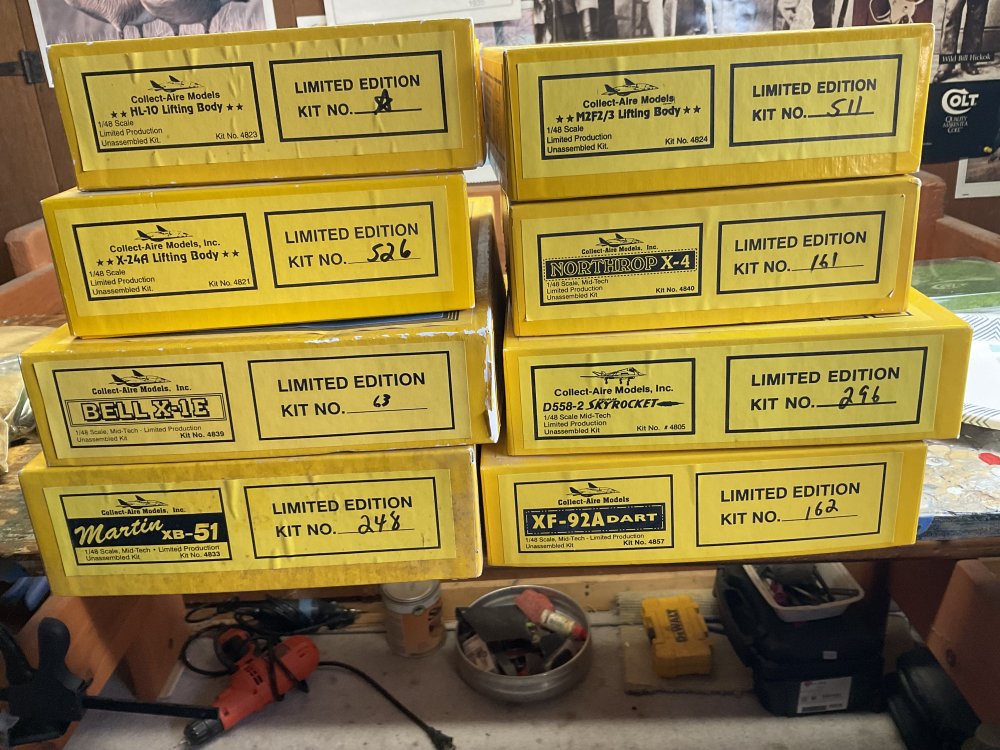 Collect-Aire Models
★★ HL-10 Lifting Body ★★
1/48 Scale
Limited Production
Unassembled Kit. Kit No. 4823
LIMITED EDITION
KIT NO. ☆
Collect-Aire Models
★★ M2F2/3 Lifting Body ★★
1/48 Scale
Limited Production
Unassembled Kit. Kit No. 4824
LIMITED EDITION
KIT NO. 511
Collect-Aire Models, Inc.
★★ X-24A Lifting Body ★★
1/48 Scale
Limited Production
Unassembled Kit. Kit No. 4821
LIMITED EDITION
KIT NO. 526
Collect-Aire Models, Inc.
NORTHROP X-4
1/48 Scale, Mid-Tech
Limited Production
Unassembled Kit. Kit No. 4840
LIMITED EDITION
KIT NO. 161
Collect-Aire Models, Inc.
BELL X-1E
1/48 Scale, Mid-Tech - Limited Production
Unassembled Kit Kit No. 4839
LIMITED EDITION
KIT NO. 63
Collect-Aire Models, Inc.
D558-2 SKYROCKET
1/48 Scale Mid-Tech
Limited Production
Unassembled Kit. Kit No. # 4805
LIMITED EDITION
KIT NO. 296
Collect-Aire Models, Inc.
Martin XB-51
1/48 Scale, Mid-Tech • Limited Production
Unassembled Kit Kit No. 4833
LIMITED EDITION
KIT NO. 248
Collect-Aire Models
XF-92A DART
1/48 Scale, Mid-Tech - Limited Production
Unassembled Kit. Kit No. 4857
LIMITED EDITION
KIT NO. 162
Wild Bill Hickok
COLT
QUALITY
MAKES IT A
COLT
DEWALT